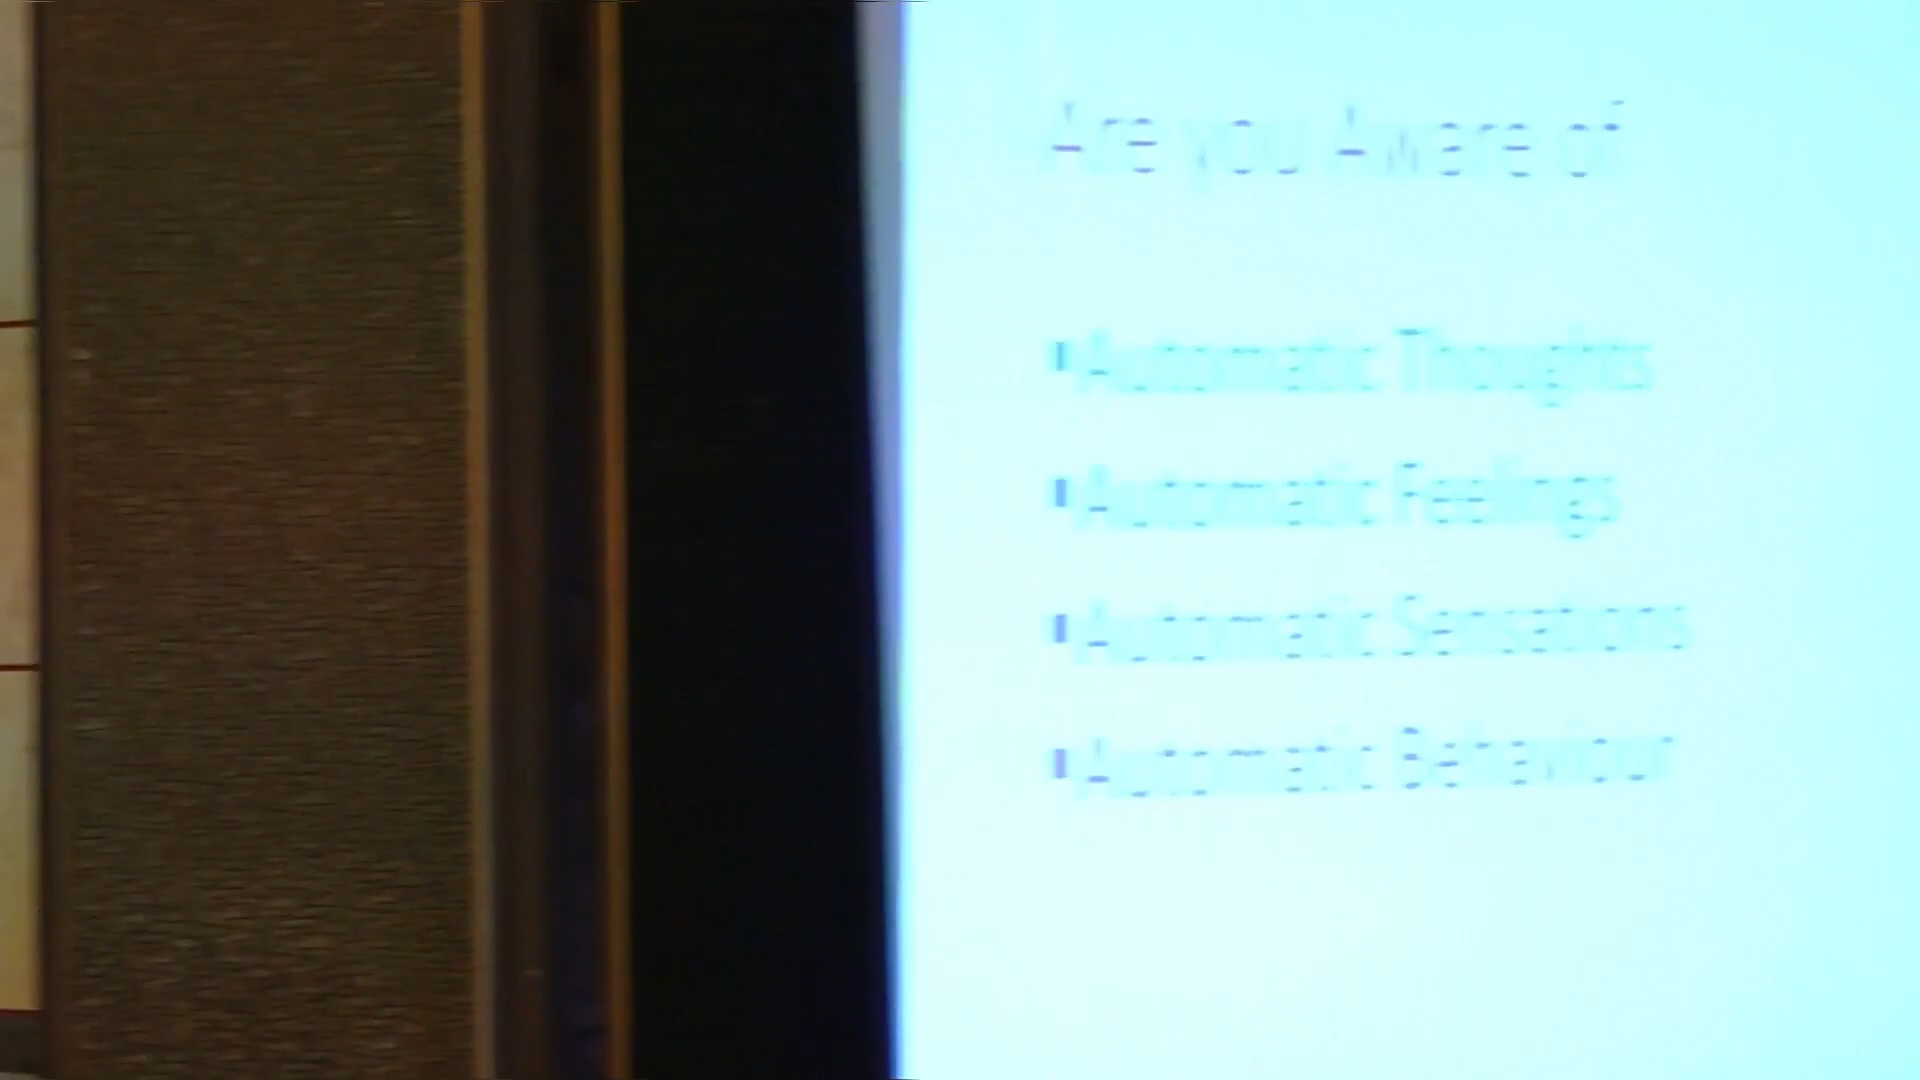 Are you Aware of
Automatic Thoughts
Automatic Feelings
Automatic Sensations
Automatic Behaviour